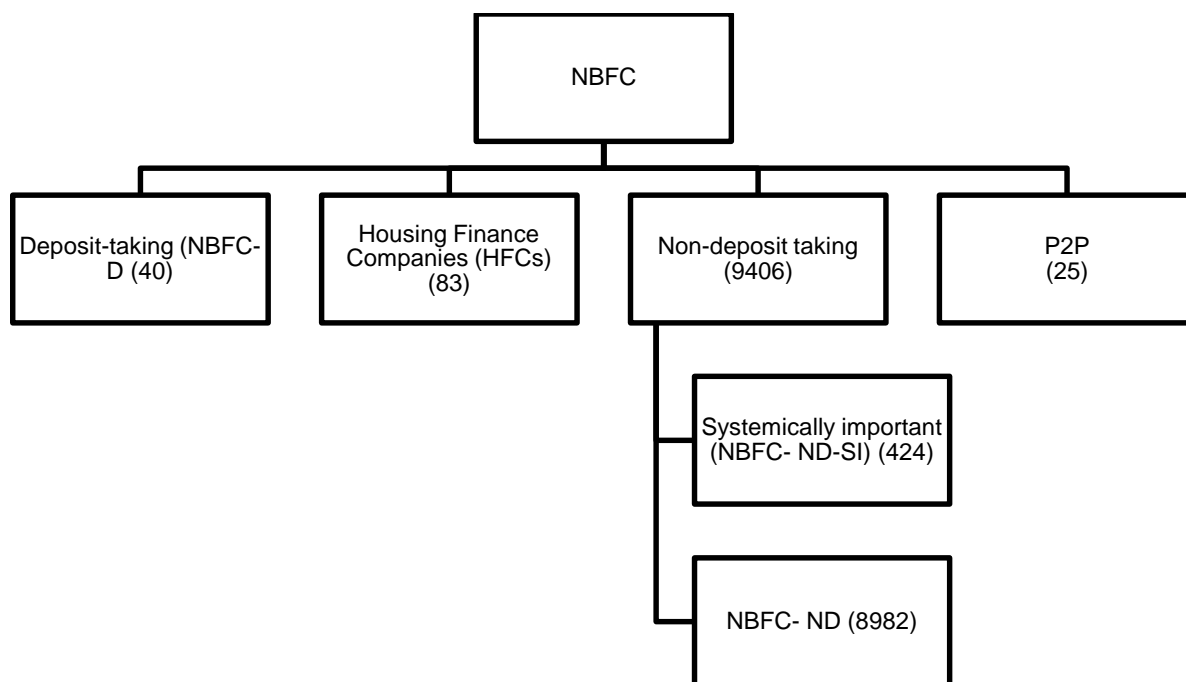 NBFC
Deposit-taking (NBFC-
D (40)
Housing Finance
Companies (HFCs)
(83)
Non-deposit taking
(9406)
P2P
(25)
Systemically important
(NBFC- ND-SI) (424)
NBFC- ND (8982)